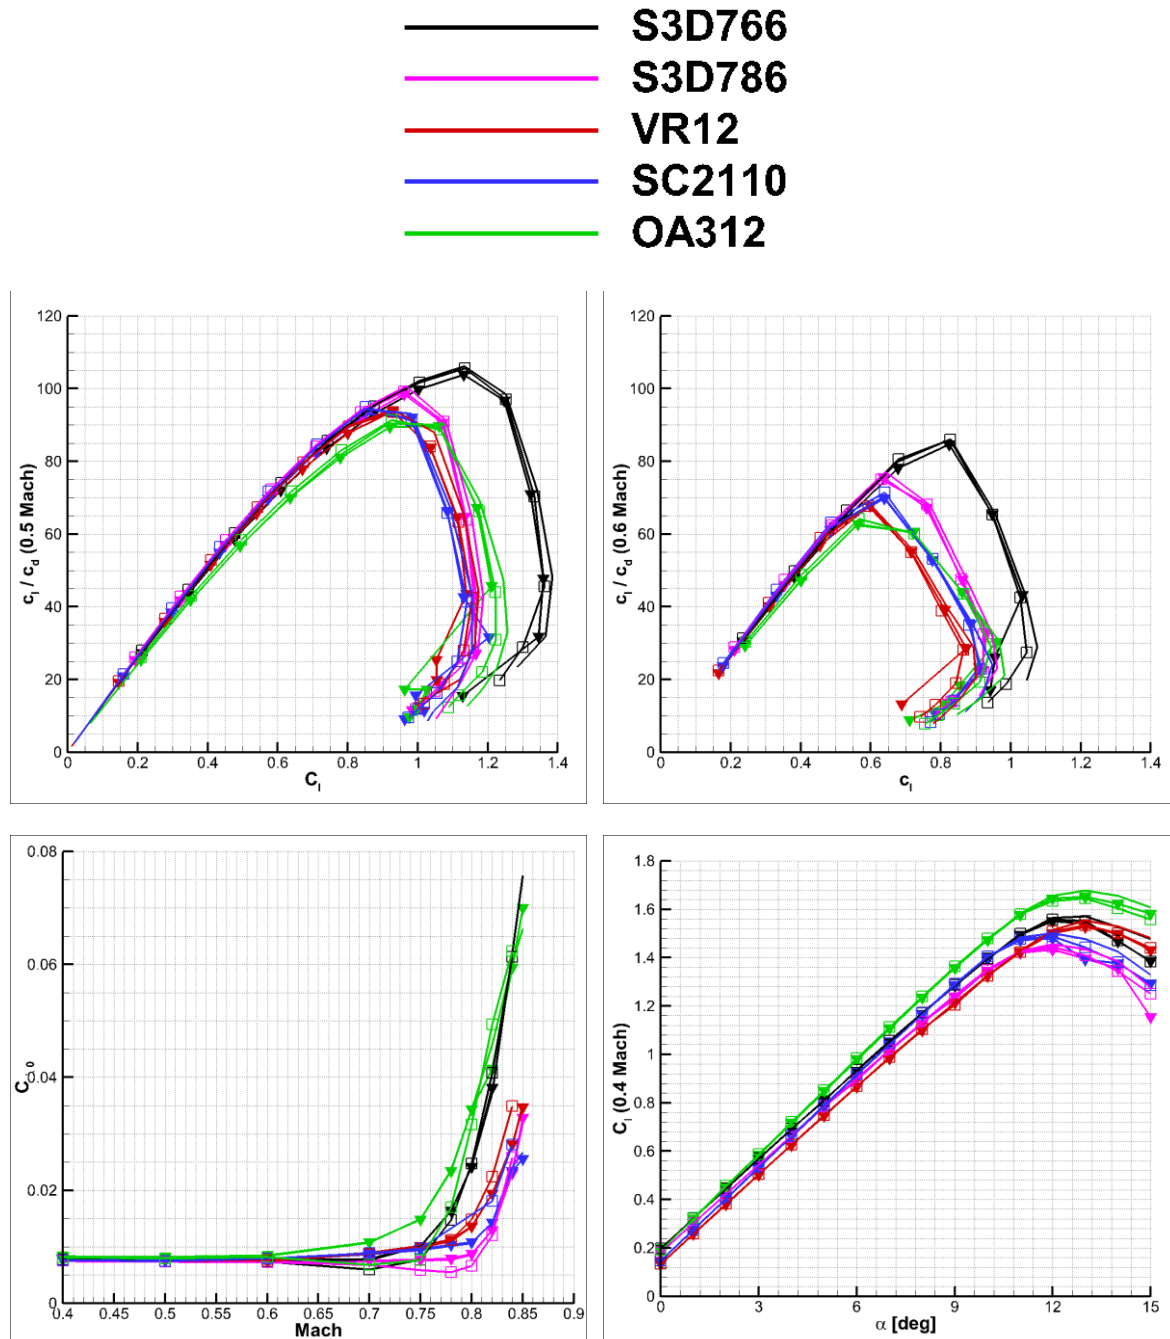 S3D766
S3D786
VR12
SC2110
OA312
120
100
80
60
40
20
0
c_l / c_d (0.5 Mach)
0 0.2 0.4 0.6 0.8 1 1.2 1.4
C_l
120
100
80
60
40
20
0
c_l / c_d (0.6 Mach)
0 0.2 0.4 0.6 0.8 1 1.2 1.4
c_l
0.08
0.06
0.04
0.02
0
C_d_0
0.4 0.45 0.5 0.55 0.6 0.65 0.7 0.75 0.8 0.85 0.9
Mach
1.8
1.6
1.4
1.2
1
0.8
0.6
0.4
0.2
0
C_l (0.4 Mach)
0 3 6 9 12 15
α [deg]